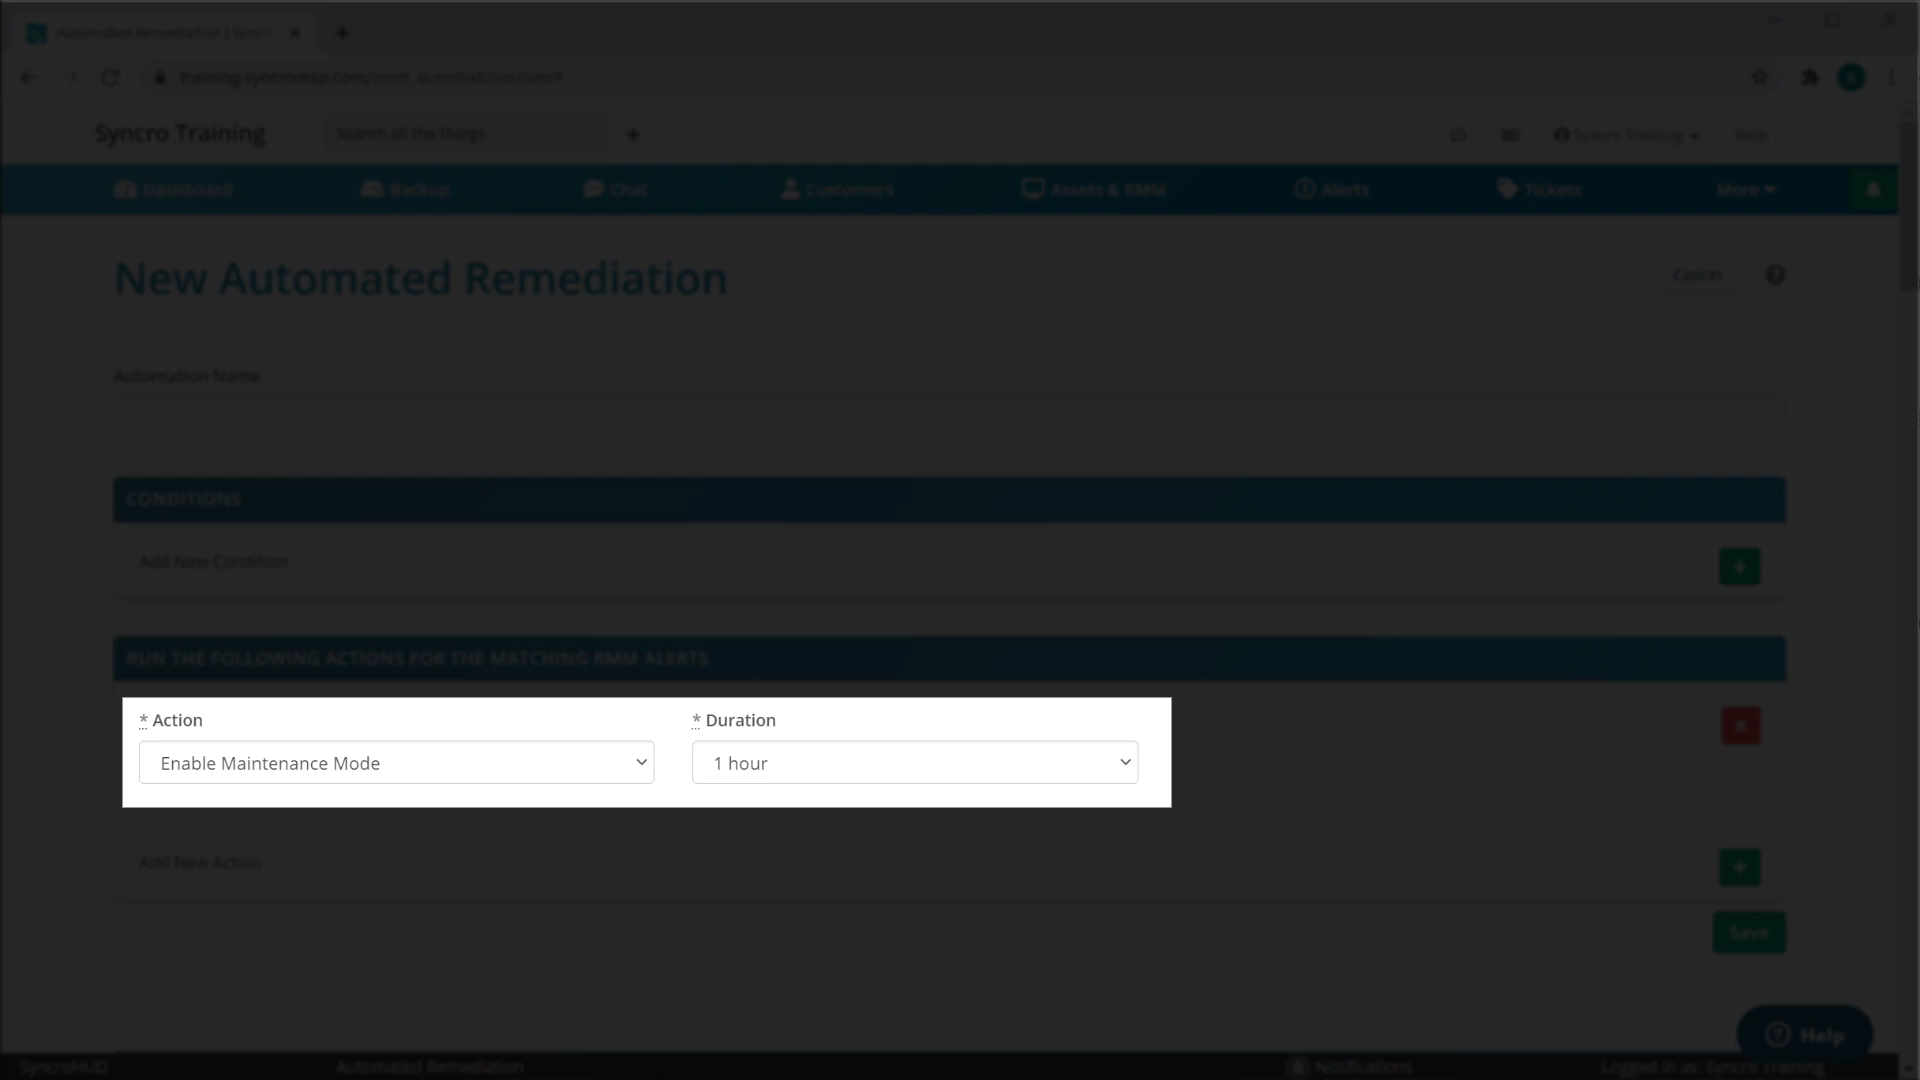 Automated Remediation | Syncro
training.syncromsp.com/rmm_automations/new#
Syncro Training
Search all the things
Syncro Training
Help
Dashboard
Backup
Chat
Customers
Assets & RMM
Alerts
Tickets
More
New Automated Remediation
Cancel
Automation Name
CONDITIONS
Add New Condition
RUN THE FOLLOWING ACTIONS FOR THE MATCHING RMM ALERTS
* Action
* Duration
Enable Maintenance Mode
1 hour
Add New Action
Save
Help
SyncroHUD
Automated Remediation
Notifications
Logged in as: Syncro Training